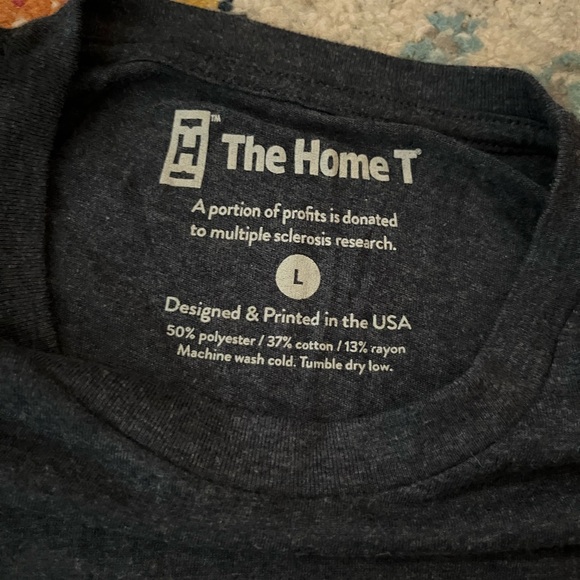 The Home T
A portion of profits is donated
to multiple sclerosis research.
L
Designed & Printed in the USA
50% polyester / 37% cotton / 13% rayon
Machine wash cold. Tumble dry low.